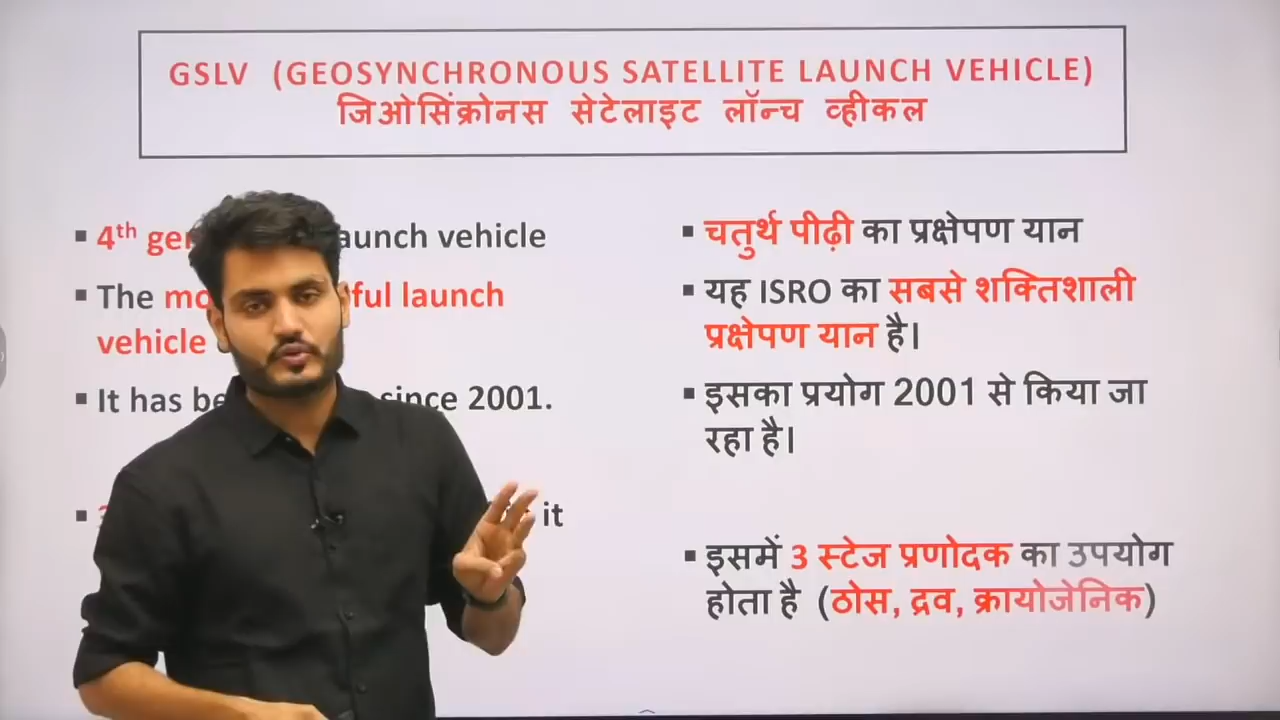 GSLV (GEOSYNCHRONOUS SATELLITE LAUNCH VEHICLE)
जिओसिंक्रोनस सेटेलाइट लॉन्च व्हीकल
▪ 4th ge launch vehicle
▪ The mo ful launch
vehicle
▪ It has be since 2001.
▪ it
▪ चतुर्थ पीढ़ी का प्रक्षेपण यान
▪ यह ISRO का सबसे शक्तिशाली
प्रक्षेपण यान है।
▪ इसका प्रयोग 2001 से किया जा
रहा है।
▪ इसमें 3 स्टेज प्रणोदक का उपयोग
होता है (ठोस, द्रव, क्रायोजेनिक)